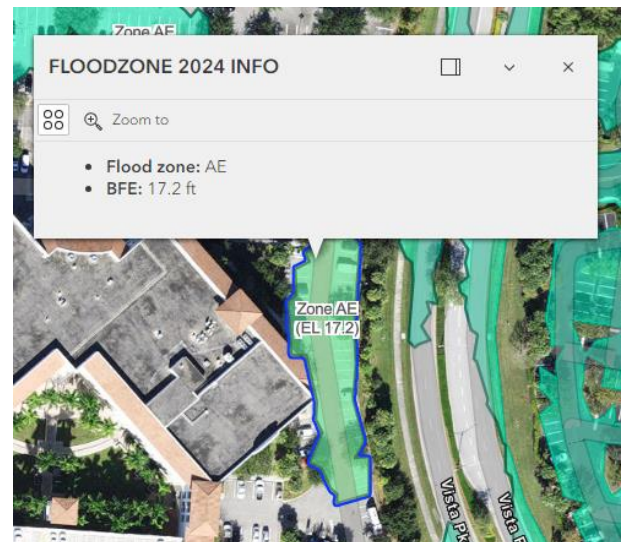 Zone AE
FLOODZONE 2024 INFO
Zoom to
Flood zone: AE
BFE: 17.2 ft
Zone AE
(EL 17.2)
Vista Pk
Vista P